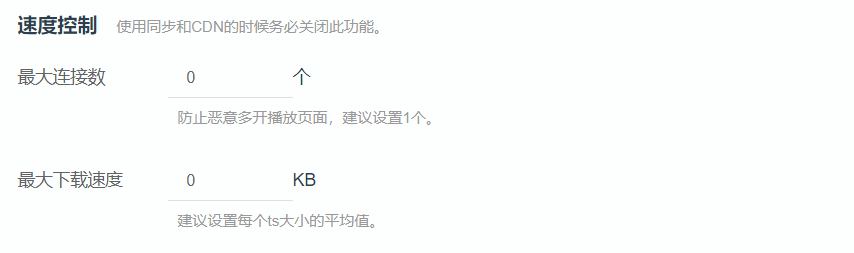 速度控制 使用同步和CDN的时候务必关闭此功能。
最大连接数 0 个
防止恶意多开播放页面，建议设置1个。
最大下载速度 0 KB
建议设置每个ts大小的平均值。